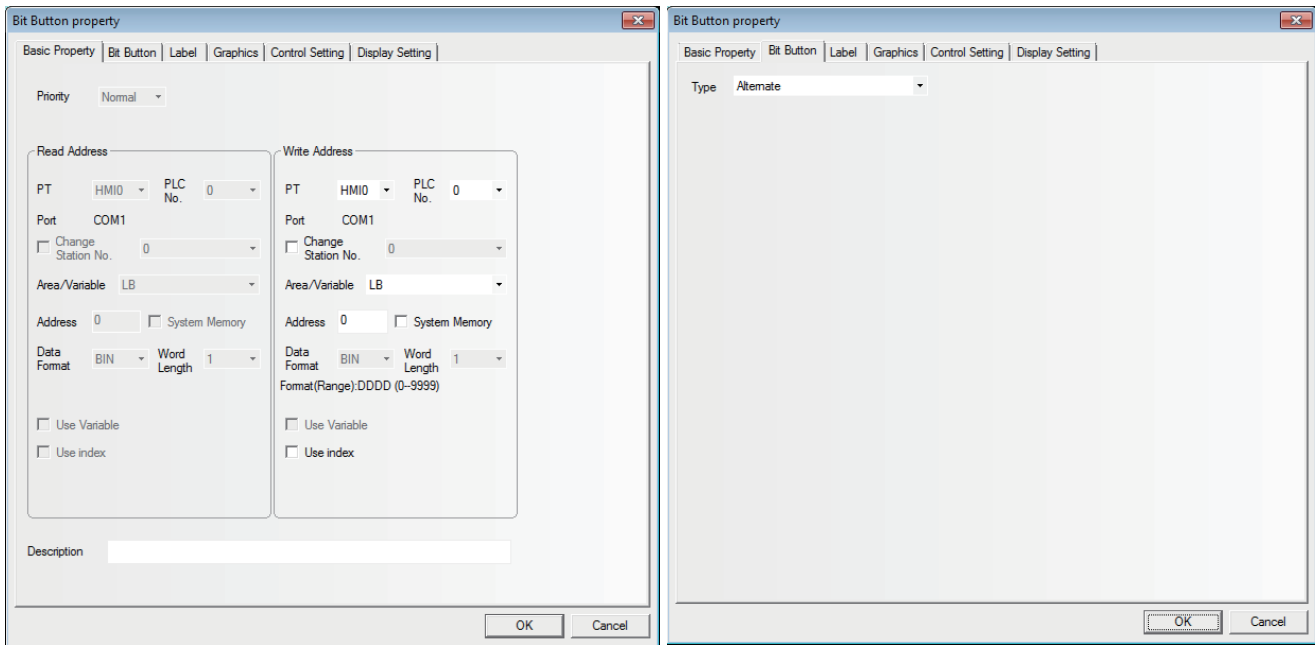 Bit Button property
Basic Property Bit Button Label Graphics Control Setting Display Setting
Priority Normal
Read Address
PT HMI0 PLC No. 0
Port COM1
Change Station No. 0
Area/Variable LB
Address 0 System Memory
Data Format BIN Word Length 1
Use Variable
Use index
Write Address
PT HMI0 PLC No. 0
Port COM1
Change Station No. 0
Area/Variable LB
Address 0 System Memory
Data Format BIN Word Length 1
Format(Range):DDDD (0--9999)
Use Variable
Use index
Description
OK Cancel
Bit Button property
Basic Property Bit Button Label Graphics Control Setting Display Setting
Type Alternate
OK Cancel